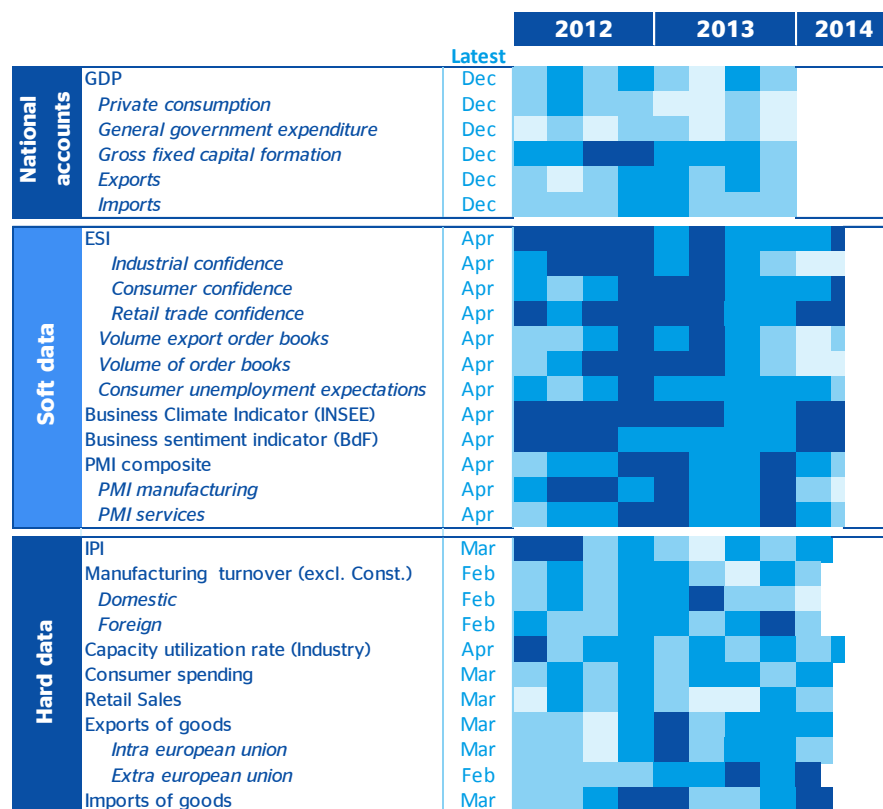 2012 2013 2014
Latest
National accounts
GDP Dec
Private consumption Dec
General government expenditure Dec
Gross fixed capital formation Dec
Exports Dec
Imports Dec
Soft data
ESI Apr
Industrial confidence Apr
Consumer confidence Apr
Retail trade confidence Apr
Volume export order books Apr
Volume of order books Apr
Consumer unemployment expectations Apr
Business Climate Indicator (INSEE) Apr
Business sentiment indicator (BdF) Apr
PMI composite Apr
PMI manufacturing Apr
PMI services Apr
Hard data
IPI Mar
Manufacturing turnover (excl. Const.) Feb
Domestic Feb
Foreign Feb
Capacity utilization rate (Industry) Apr
Consumer spending Mar
Retail Sales Mar
Exports of goods Mar
Intra european union Mar
Extra european union Feb
Imports of goods Mar